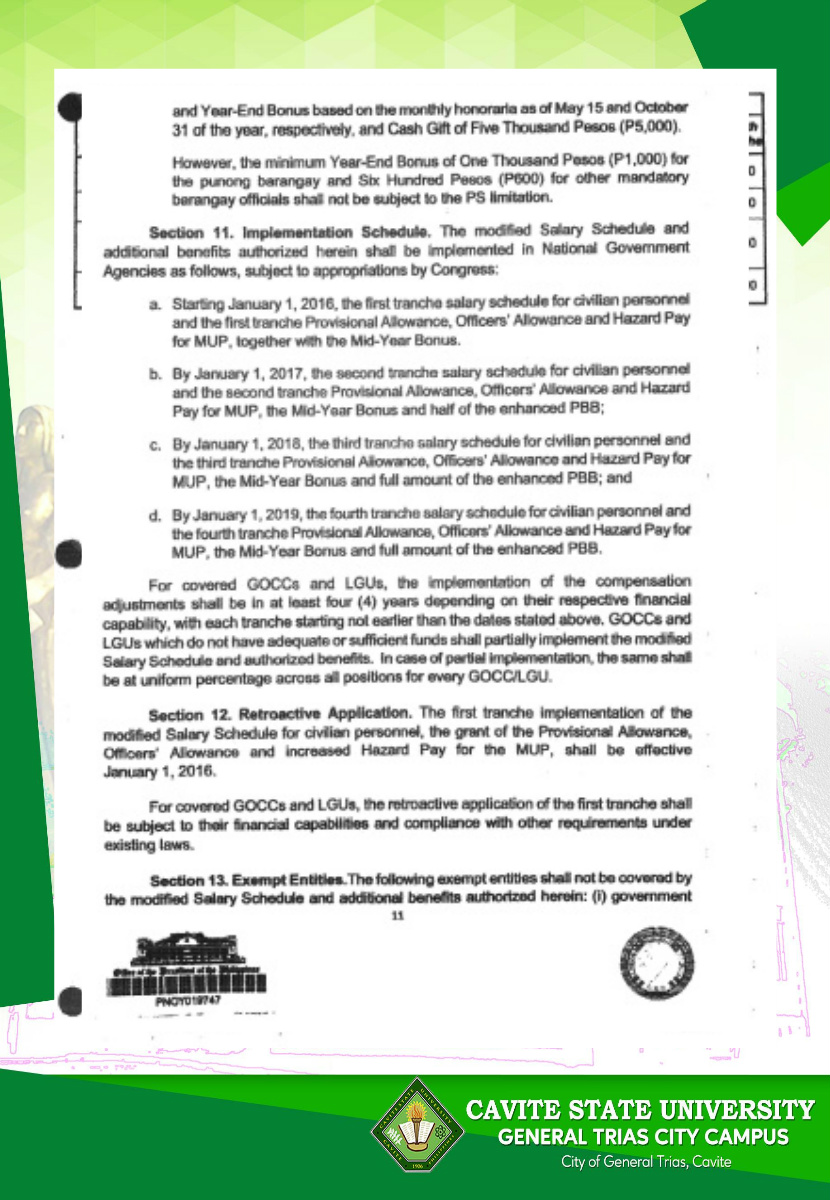 and Year-End Bonus based on the monthly honoraria as of May 15 and October
31 of the year, respectively, and Cash Gift of Five Thousand Pesos (P5,000).
However, the minimum Year-End Bonus of One Thousand Pesos (P1,000) for
the punong barangay and Six Hundred Pesos (P600) for other mandatory
barangay officials shall not be subject to the PS limitation.
Section 11. Implementation Schedule. The modified Salary Schedule and
additional benefits authorized herein shall be implemented in National Government
Agencies as follows, subject to appropriations by Congress:
a. Starting January 1, 2016, the first tranche salary schedule for civilian personnel
and the first tranche Provisional Allowance, Officers' Allowance and Hazard Pay
for MUP, together with the Mid-Year Bonus.
b. By January 1, 2017, the second tranche salary schedule for civilian personnel
and the second tranche Provisional Allowance, Officers' Allowance and Hazard
Pay for MUP, the Mid-Year Bonus and half of the enhanced PBB;
c. By January 1, 2018, the third tranche salary schedule for civilian personnel and
the third tranche Provisional Allowance, Officers' Allowance and Hazard Pay for
MUP, the Mid-Year Bonus and full amount of the enhanced PBB; and
d. By January 1, 2019, the fourth tranche salary schedule for civilian personnel and
the fourth tranche Provisional Allowance, Officers' Allowance and Hazard Pay for
MUP, the Mid-Year Bonus and full amount of the enhanced PBB.
For covered GOCCs and LGUs, the implementation of the compensation
adjustments shall be in at least four (4) years depending on their respective financial
capability, with each tranche starting not earlier than the dates stated above. GOCCs and
LGUs which do not have adequate or sufficient funds shall partially implement the modified
Salary Schedule and authorized benefits. In case of partial implementation, the same shall
be at uniform percentage across all positions for every GOCC/LGU.
Section 12. Retroactive Application. The first tranche implementation of the
modified Salary Schedule for civilian personnel, the grant of the Provisional Allowance,
Officers' Allowance and increased Hazard Pay for the MUP, shall be effective
January 1, 2016.
For covered GOCCs and LGUs, the retroactive application of the first tranche shall
be subject to their financial capabilities and compliance with other requirements under
existing laws.
Section 13. Exempt Entities.The following exempt entities shall not be covered by
the modified Salary Schedule and additional benefits authorized herein: (i) government
11
Office of the President of the Philippines
PNOY019747
CAVITE STATE UNIVERSITY
GENERAL TRIAS CITY CAMPUS
City of General Trias, Cavite
1906